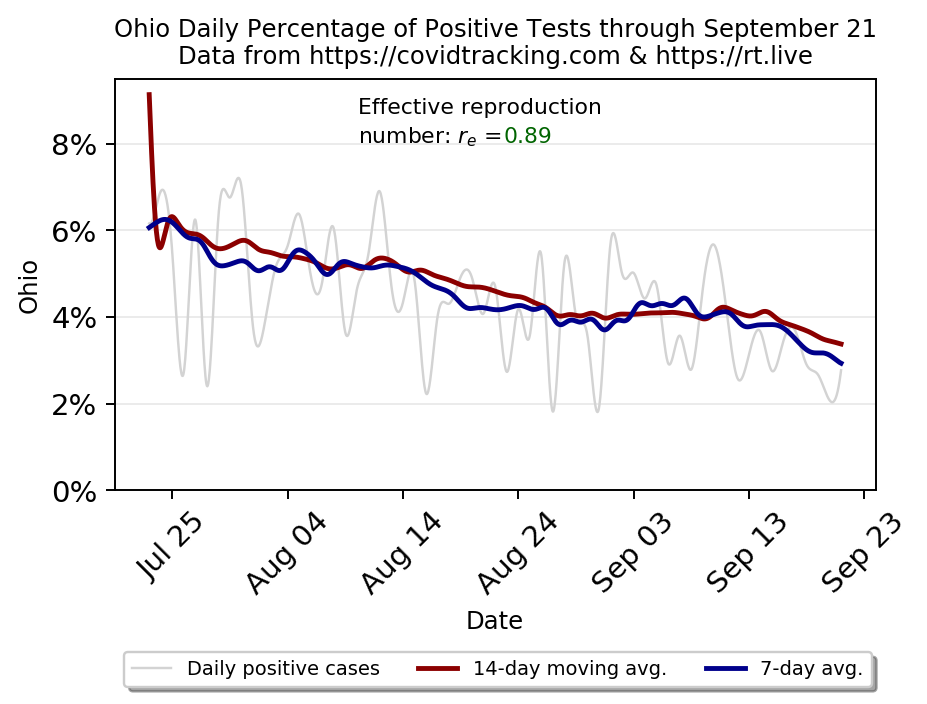 Ohio Daily Percentage of Positive Tests through September 21
Data from https://covidtracking.com & https://rt.live
Effective reproduction
number: rₑ =0.89
8%
6%
4%
2%
0%
Ohio
Jul 25
Aug 04
Aug 14
Aug 24
Sep 03
Sep 13
Sep 23
Date
Daily positive cases
14-day moving avg.
7-day avg.